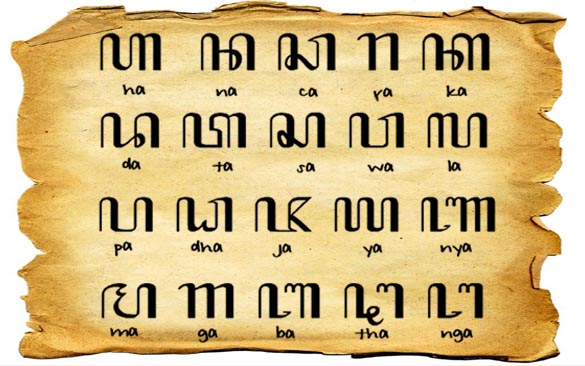 ꦲ ꦤ ꦕ ꦫ ꦏ
ha na ca ra ka
ꦢ ꦠ ꦱ ꦮ ꦭ
da ta sa wa la
ꦥ ꦝ ꦗ ꦪ ꦚ
pa dha ja ya nya
ꦩ ꦒ ꦧ ꦛ ꦔ
ma ga ba tha nga